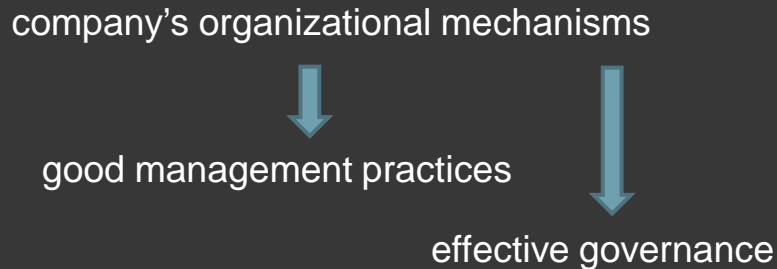 company’s organizational mechanisms
good management practices
effective governance